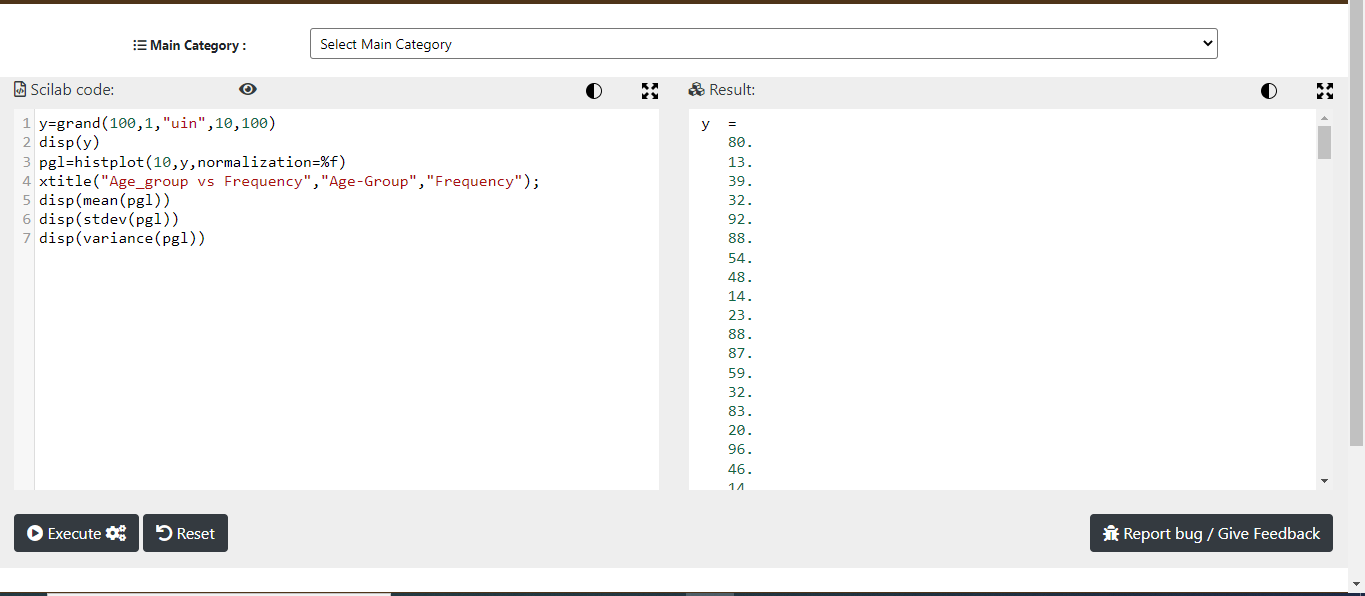 Main Category :
Select Main Category
Scilab code:
Result:
1 y=grand(100,1,"uin",10,100)
2 disp(y)
3 pgl=histplot(10,y,normalization=%f)
4 xtitle("Age_group vs Frequency","Age-Group","Frequency");
5 disp(mean(pgl))
6 disp(stdev(pgl))
7 disp(variance(pgl))
y =
80.
13.
39.
32.
92.
88.
54.
48.
14.
23.
88.
87.
59.
32.
83.
20.
96.
46.
14
Execute
Reset
Report bug / Give Feedback